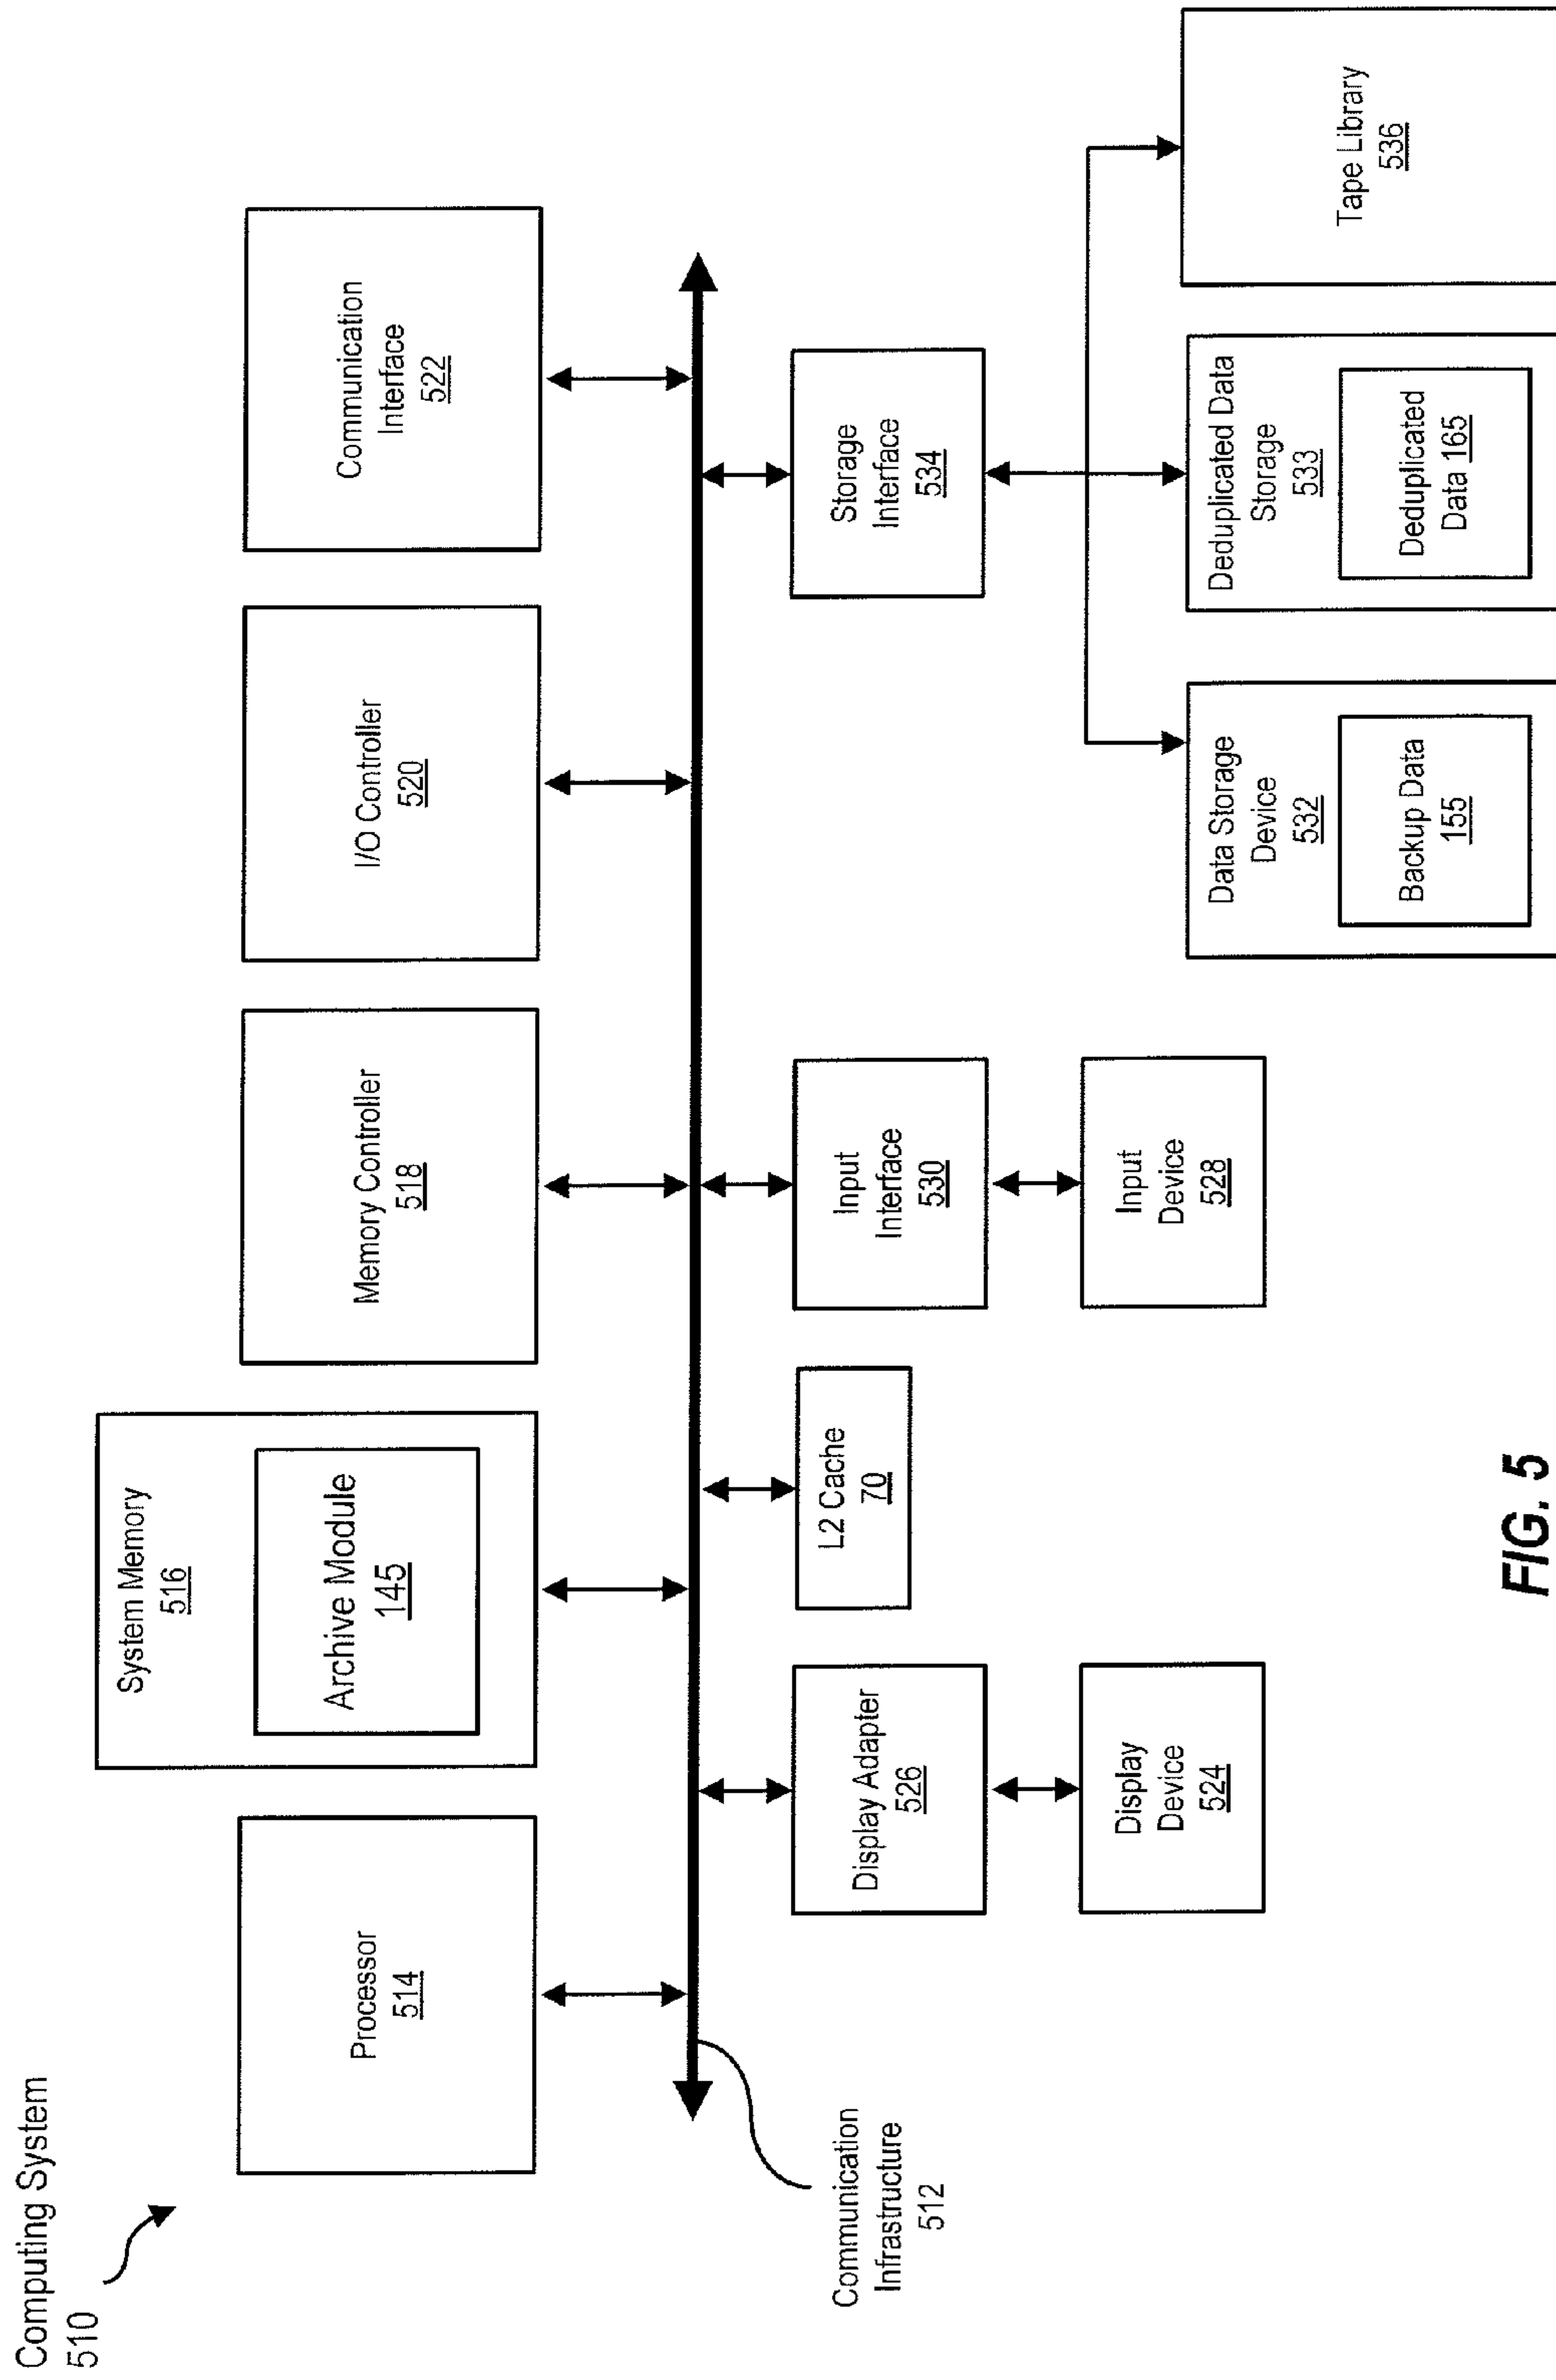 Computing System
510
Processor
514
System Memory
516
Archive Module
145
Memory Controller
518
I/O Controller
520
Communication
Interface
522
Communication
Infrastructure
512
Display Adapter
526
L2 Cache
70
Input
Interface
530
Storage
Interface
534
Display
Device
524
Input
Device
528
Data Storage
Device
532
Backup Data
155
Deduplicated Data
Storage
533
Deduplicated
Data 165
Tape Library
536
FIG. 5